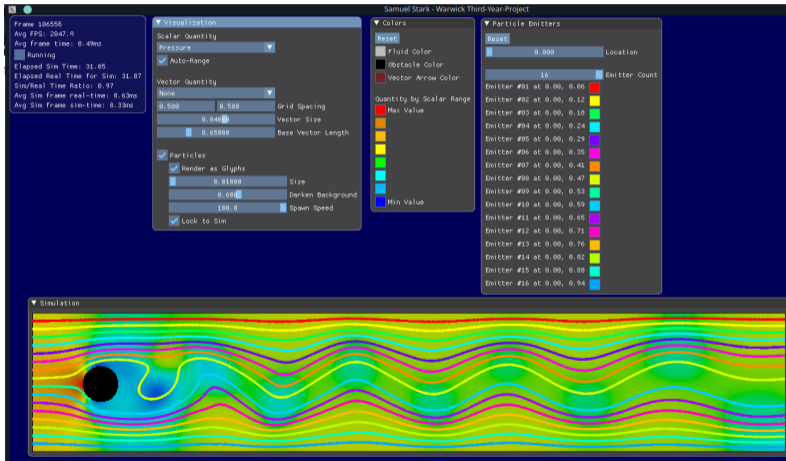 Samuel Stark - Warwick Third-Year-Project
Frame 106556
Avg FPS: 2047.9
Avg frame time: 0.49ms
Running
Elapsed Sim Time: 31.05
Elapsed Real Time for Sim: 31.87
Sim/Real Time Ratio: 0.97
Avg Sim frame real-time: 8.63ms
Avg Sim frame sim-time: 8.33ms
Visualization
Scalar Quantity
Pressure
Auto-Range
Vector Quantity
None
0.500 0.500 Grid Spacing
Vector Size
0.65000 Base Vector Length
Particles
Render as Glyphs
0.01000 Size
Darken Background
100.0 Spawn Speed
Lock to Sim
Colors
Reset
Fluid Color
Obstacle Color
Vector Arrow Color
Quantity by Scalar Range
Max Value
Min Value
Particle Emitters
Reset
0.000 Location
16 Emitter Count
Emitter #01 at 0.00, 0.06
Emitter #02 at 0.00, 0.12
Emitter #03 at 0.00, 0.18
Emitter #04 at 0.00, 0.24
Emitter #05 at 0.00, 0.29
Emitter #06 at 0.00, 0.35
Emitter #07 at 0.00, 0.41
Emitter #08 at 0.00, 0.47
Emitter #09 at 0.00, 0.53
Emitter #10 at 0.00, 0.59
Emitter #11 at 0.00, 0.65
Emitter #12 at 0.00, 0.71
Emitter #13 at 0.00, 0.76
Emitter #14 at 0.00, 0.82
Emitter #15 at 0.00, 0.88
Emitter #16 at 0.00, 0.94
Simulation